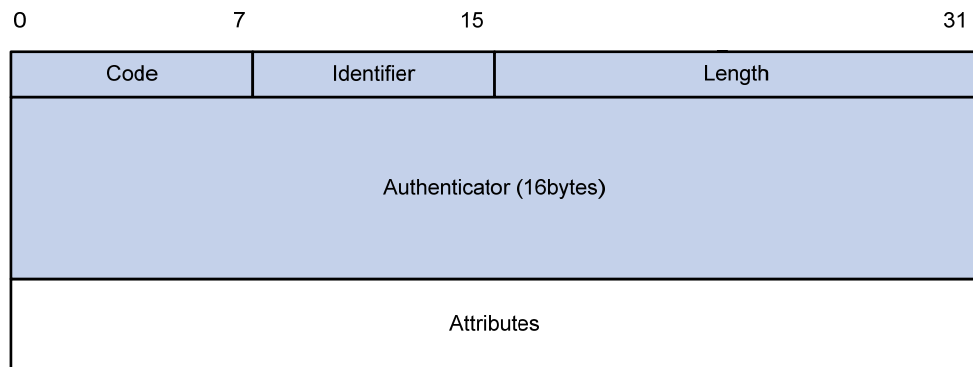 0 7 15 31
Code Identifier Length
Authenticator (16bytes)
Attributes